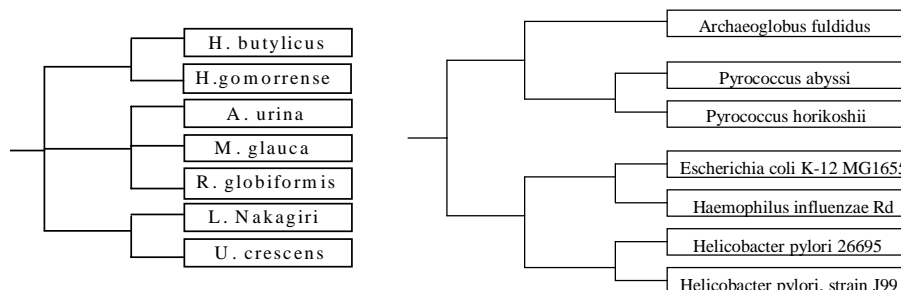 H. butylicus
H.gomorrense
A. urina
M. glauca
R. globiformis
L. Nakagiri
U. crescens
Archaeoglobus fuldidus
Pyrococcus abyssi
Pyrococcus horikoshii
Escherichia coli K-12 MG1655
Haemophilus influenzae Rd
Helicobacter pylori 26695
Helicobacter pylori, strain J99